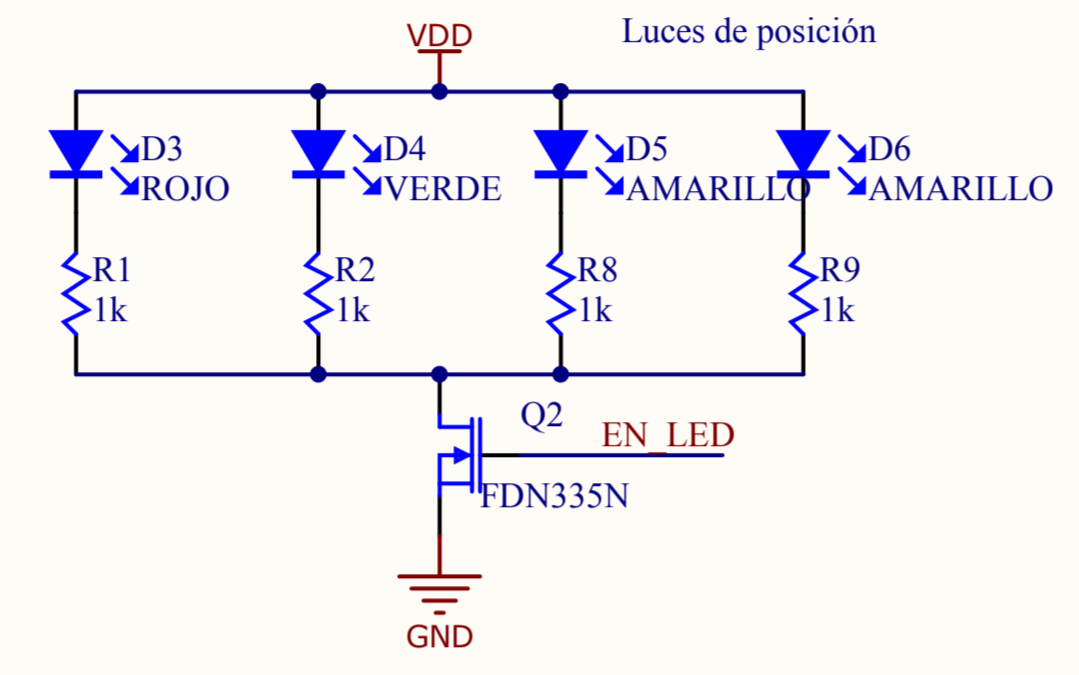 VDD
Luces de posición
D3
ROJO
D4
VERDE
D5
AMARILLO
D6
AMARILLO
R1
1k
R2
1k
R8
1k
R9
1k
Q2
EN_LED
FDN335N
GND